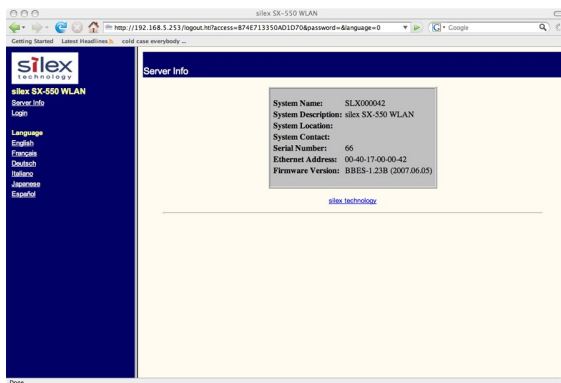 silex SX-550 WLAN
http://192.168.5.253/logout.htl?access=B74E713350AD1D70&password=&language=0
G Google
Getting Started Latest Headlines cold case everybody ...
silex
technology
silex SX-550 WLAN
Server Info
Login
Language
English
Français
Deutsch
Italiano
Japanese
Español
Server Info
System Name: SLX000042
System Description: silex SX-550 WLAN
System Location:
System Contact:
Serial Number: 66
Ethernet Address: 00-40-17-00-00-42
Firmware Version: BBES-1.23B (2007.06.05)
silex technology
Done